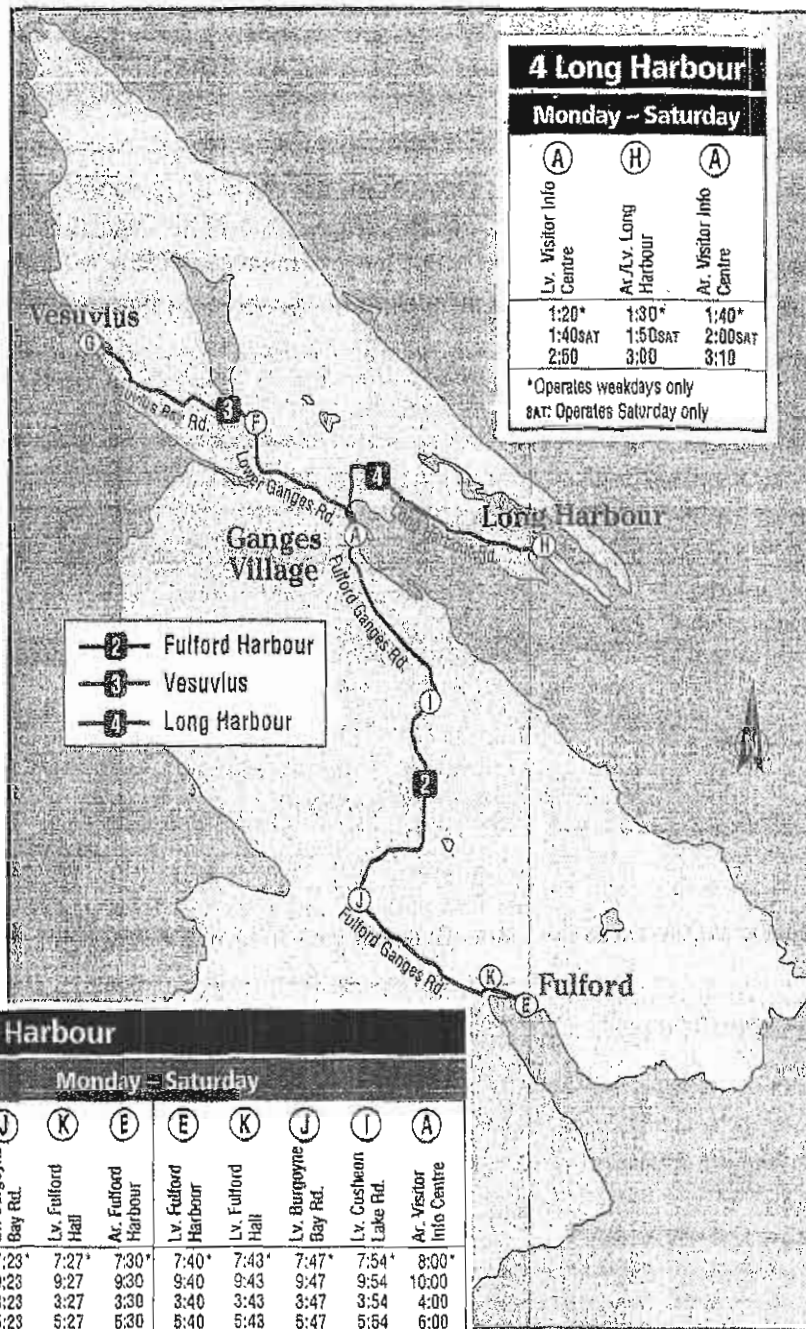 4 Long Harbour
Monday – Saturday
A H A
Lv. Visitor Info Centre
Ar./Lv. Long Harbour
Ar. Visitor Info Centre
1:20* 1:30* 1:40*
1:40SAT 1:50SAT 2:00SAT
2:50 3:00 3:10
*Operates weekdays only
SAT: Operates Saturday only
Vesuvius
G
3
F
Rd.
Lower Ganges Rd.
4
Long Harbour
H
Rd.
Ganges
Village
A
Fulford Ganges Rd.
2 Fulford Harbour
3 Vesuvius
4 Long Harbour
I
N
2
J
Fulford Ganges Rd.
K
E
Fulford
Harbour
Monday – Saturday
J K E E K J I A
Bay Rd.
Lv. Fulford Hall
Ar. Fulford Harbour
Lv. Fulford Harbour
Lv. Fulford Hall
Lv. Burgoyne Bay Rd.
Lv. Cusheon Lake Rd.
Ar. Visitor Info Centre
:23* 7:27* 7:30* 7:40* 7:43* 7:47* 7:54* 8:00*
:23 9:27 9:30 9:40 9:43 9:47 9:54 10:00
:23 3:27 3:30 3:40 3:43 3:47 3:54 4:00
:23 5:27 5:30 5:40 5:43 5:47 5:54 6:00